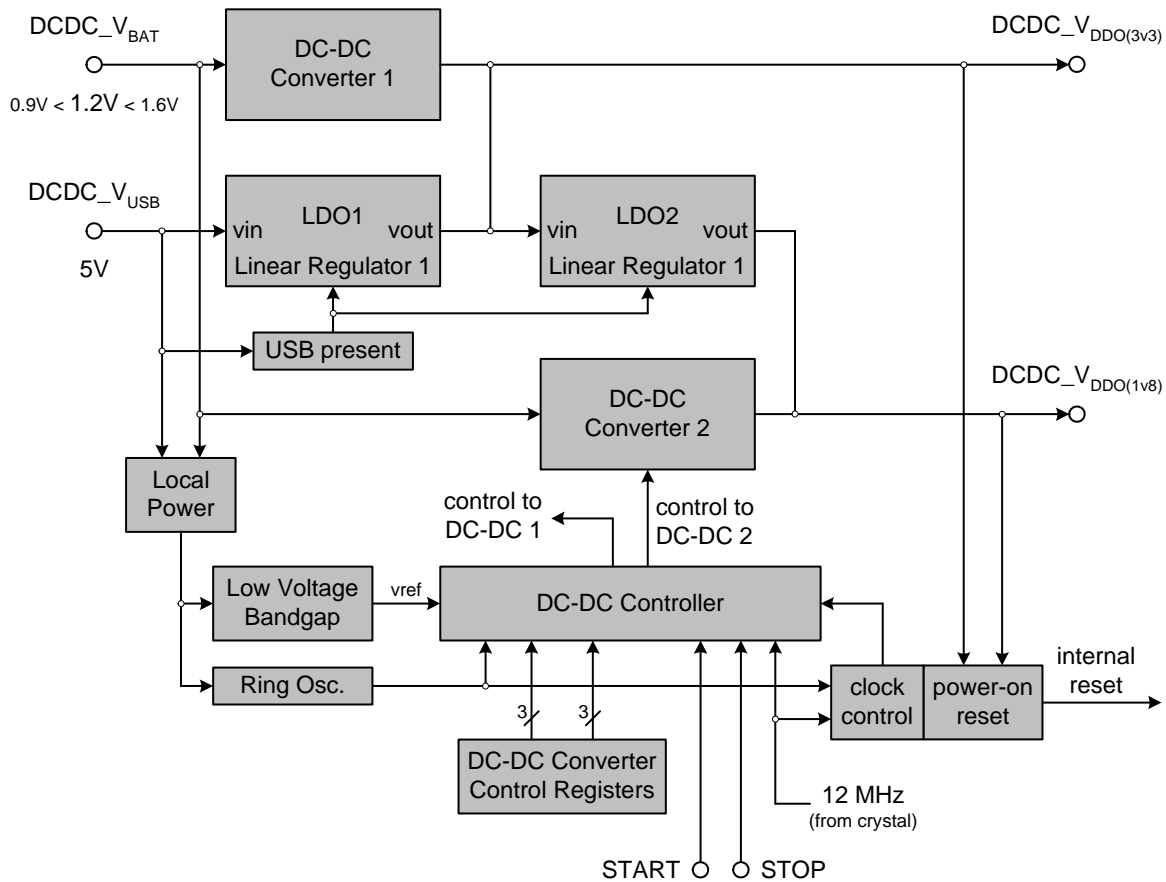 DCDC_VBAT
0.9V < 1.2V < 1.6V
DC-DC
Converter 1
DCDC_VDDO(3v3)
DCDC_VUSB
5V
LDO1
vin vout
Linear Regulator 1
LDO2
vin vout
Linear Regulator 1
USB present
DC-DC
Converter 2
DCDC_VDDO(1v8)
Local
Power
control to
DC-DC 1
control to
DC-DC 2
Low Voltage
Bandgap
vref
DC-DC Controller
Ring Osc.
clock
control
power-on
reset
internal
reset
3
3
DC-DC Converter
Control Registers
12 MHz
(from crystal)
START
STOP